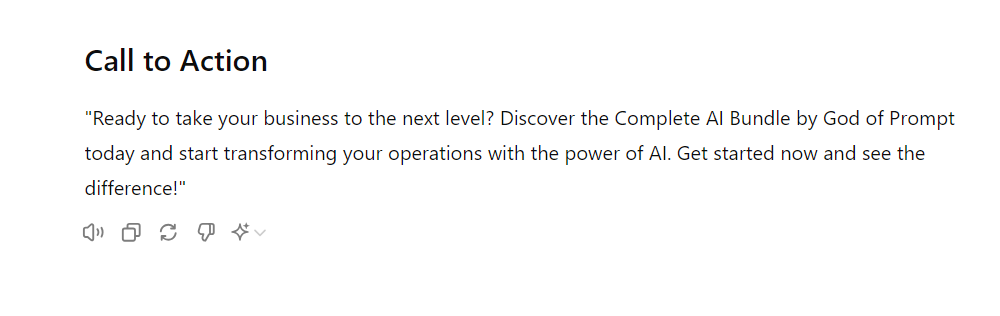 Call to Action
"Ready to take your business to the next level? Discover the Complete AI Bundle by God of Prompt
today and start transforming your operations with the power of AI. Get started now and see the
difference!"